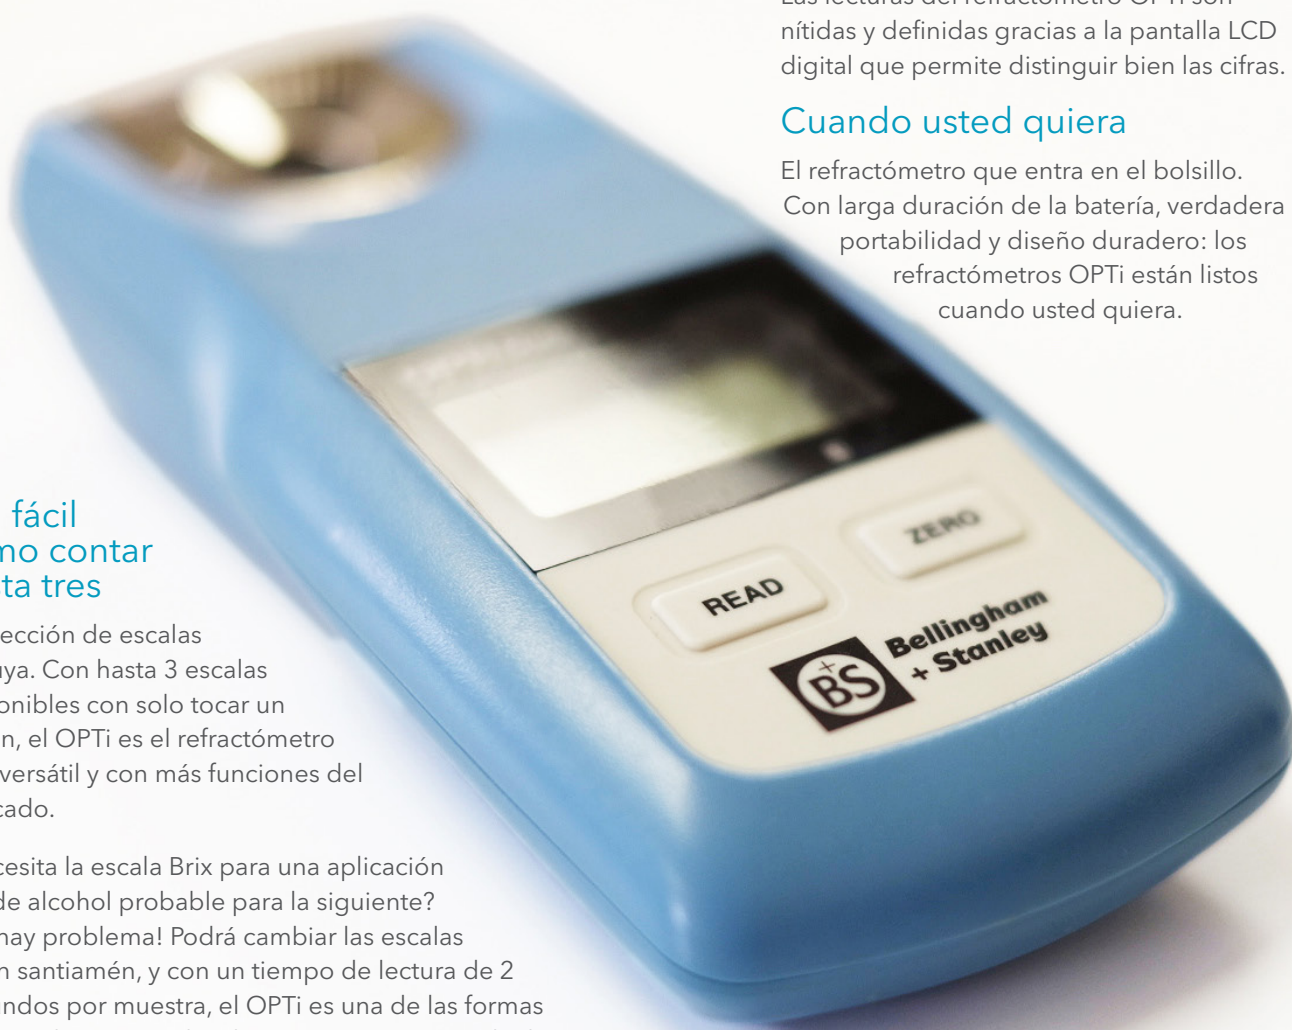 nítidas y definidas gracias a la pantalla LCD
digital que permite distinguir bien las cifras.
Cuando usted quiera
El refractómetro que entra en el bolsillo.
Con larga duración de la batería, verdadera
portabilidad y diseño duradero: los
refractómetros OPTi están listos
cuando usted quiera.
fácil
mo contar
ta tres
ección de escalas
uya. Con hasta 3 escalas
onibles con solo tocar un
n, el OPTi es el refractómetro
versátil y con más funciones del
cado.
cesita la escala Brix para una aplicación
de alcohol probable para la siguiente?
hay problema! Podrá cambiar las escalas
n santiamén, y con un tiempo de lectura de 2
undos por muestra, el OPTi es una de las formas
READ
ZERO
BS
Bellingham
+ Stanley